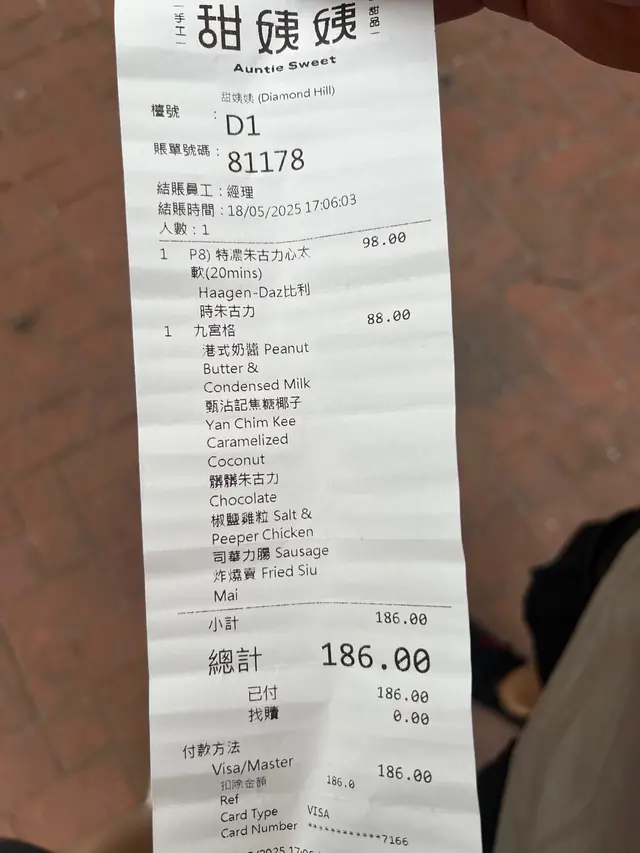 手工
甜姨姨
甜品
Auntie Sweet
甜姨姨 (Diamond Hill)
檯號 : D1
賬單號碼 : 81178
結賬員工 : 經理
結賬時間 : 18/05/2025 17:06:03
人數 : 1
1 P8) 特濃朱古力心太 98.00
軟(20mins)
Haagen-Daz比利
時朱古力
1 九宮格 88.00
港式奶醬 Peanut
Butter &
Condensed Milk
甄沾記焦糖椰子
Yan Chim Kee
Caramelized
Coconut
髒髒朱古力
Chocolate
椒鹽雞粒 Salt &
Peeper Chicken
司華力腸 Sausage
炸燒賣 Fried Siu
Mai
小計 186.00
總計 186.00
已付 186.00
找贖 0.00
付款方法
Visa/Master 186.00
扣除金額 186.0
Ref
Card Type VISA
Card Number ************7166